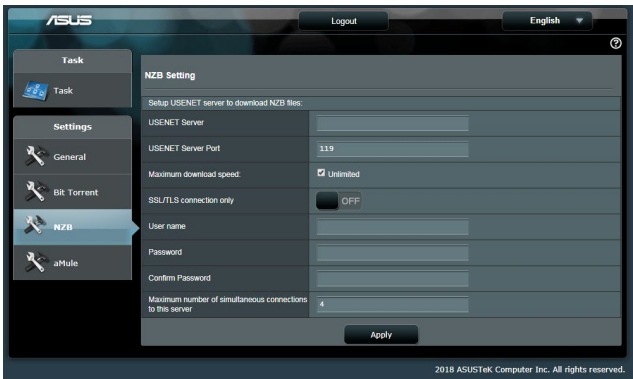 ASUS
Logout
English
Task
Task
Settings
General
Bit Torrent
NZB
aMule
NZB Setting
Setup USENET server to download NZB files:
USENET Server
USENET Server Port
119
Maximum download speed:
Unlimited
SSL/TLS connection only
OFF
User name
Password
Confirm Password
Maximum number of simultaneous connections
to this server
4
Apply
2018 ASUSTeK Computer Inc. All rights reserved.